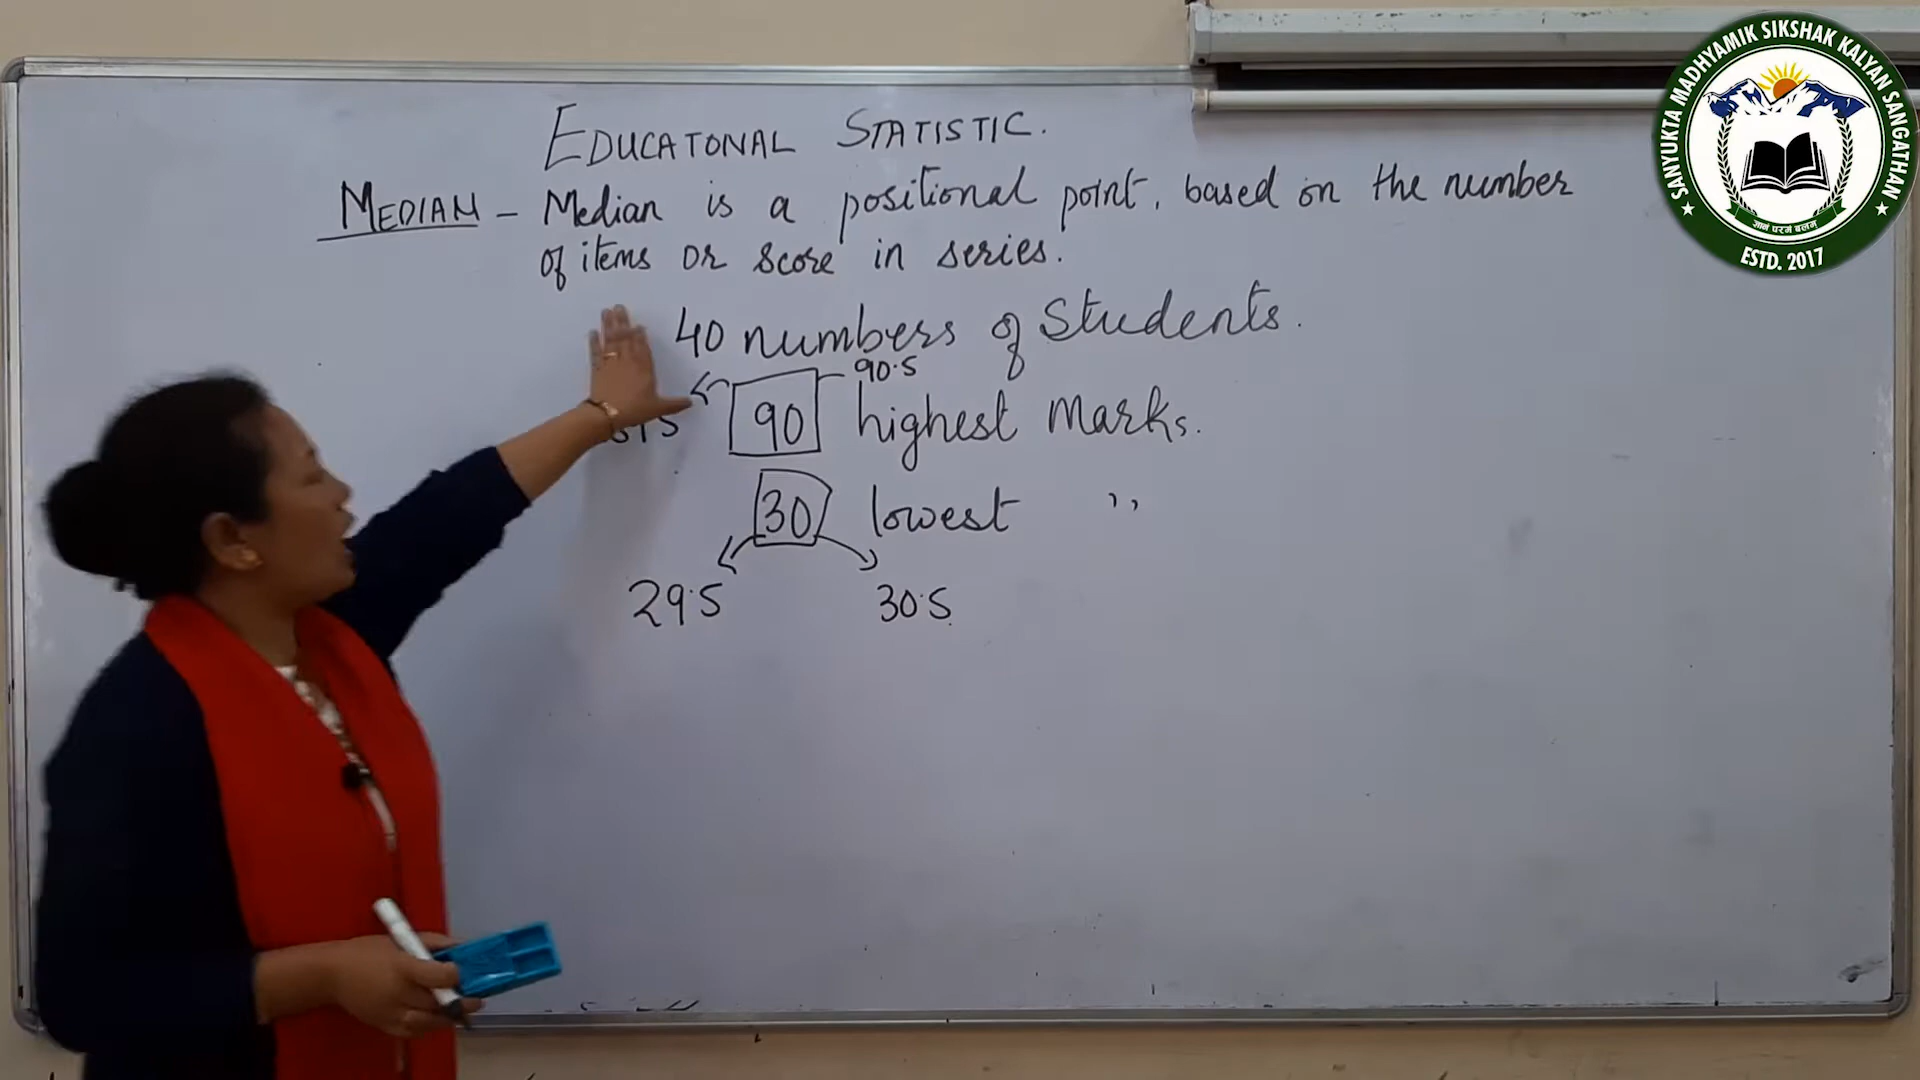 EDUCATONAL STATISTIC.
MEDIAN - Median is a positional point, based on the number
of items or score in series.
40 numbers of Students.
90.5
90 highest Marks.
30 lowest ,,
29.5 30.5
SANYUKTA MADHYAMIK SIKSHAK KALYAN SANGATHAN
ज्ञानं परमं बलम्
ESTD. 2017